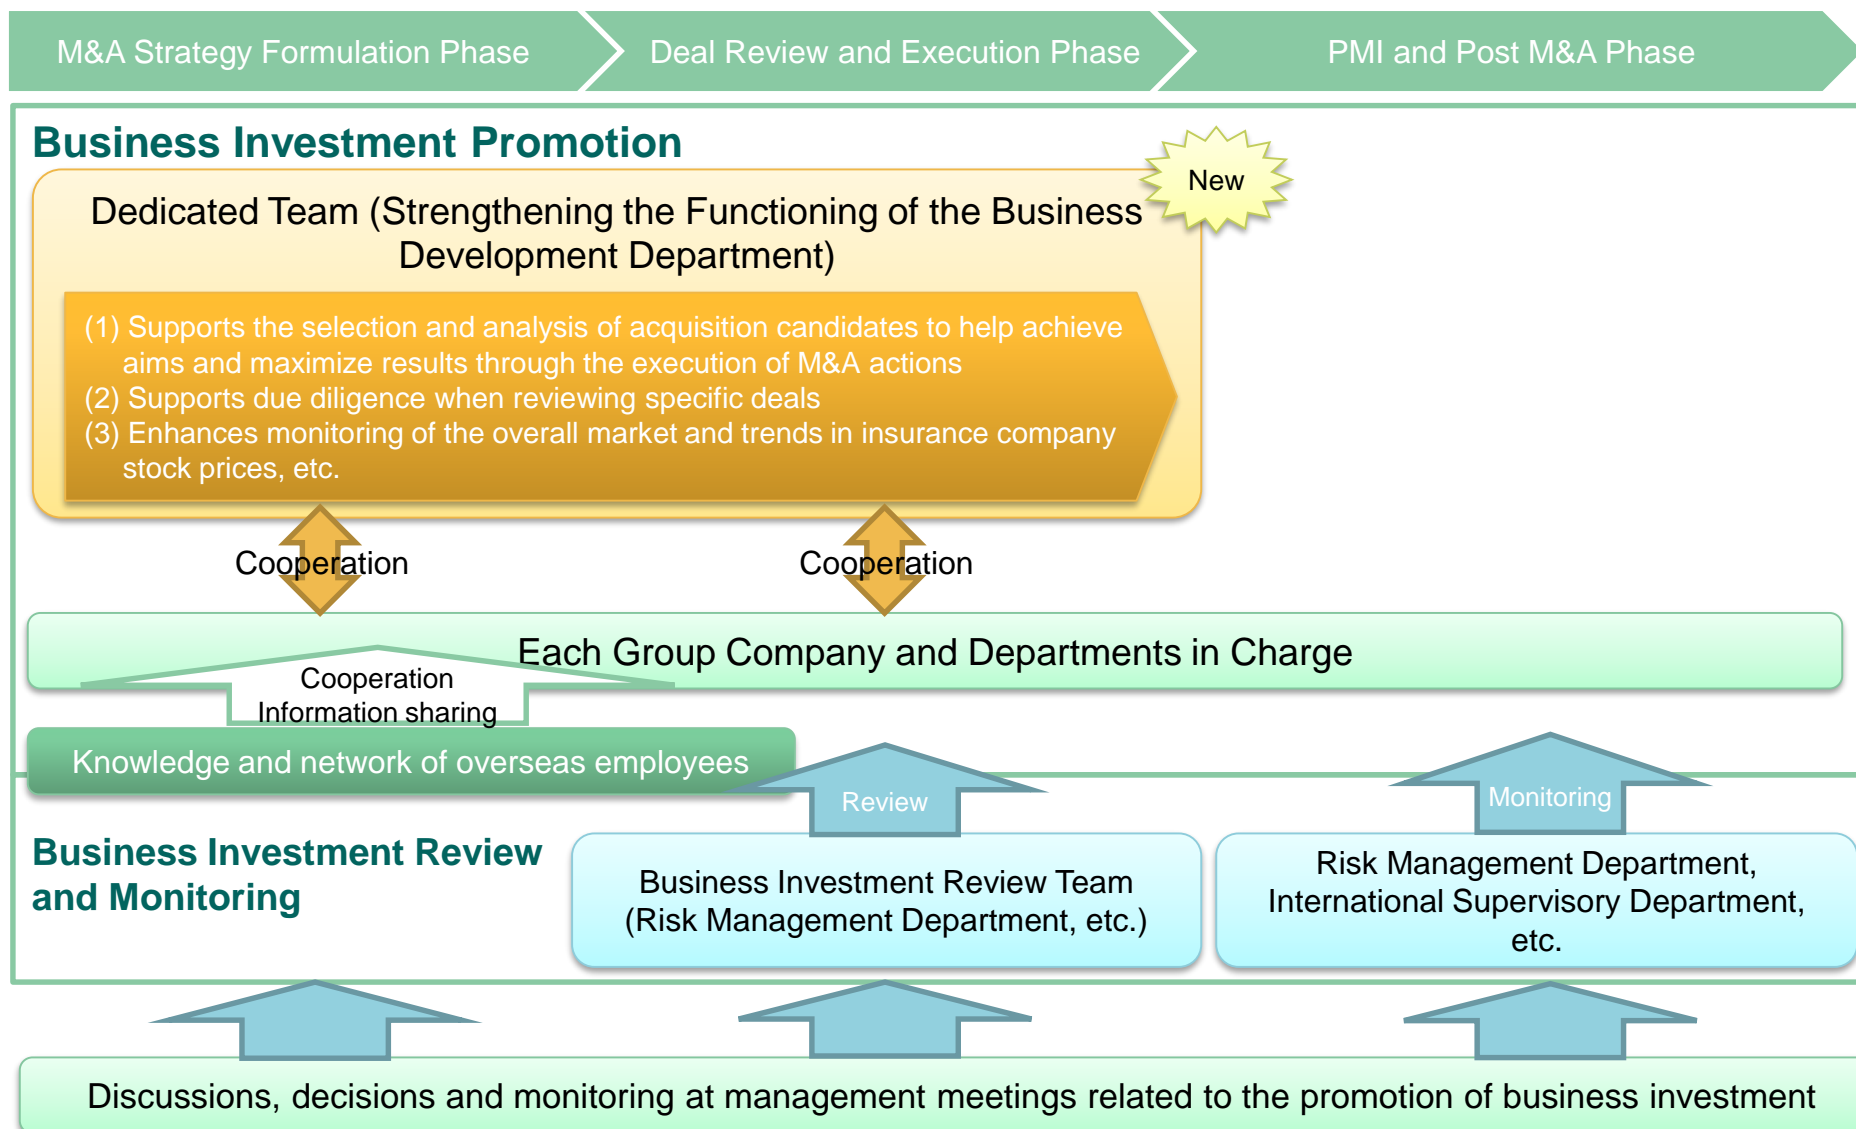 M&A Strategy Formulation Phase
Deal Review and Execution Phase
PMI and Post M&A Phase
Business Investment Promotion
New
Dedicated Team (Strengthening the Functioning of the Business
Development Department)
(1) Supports the selection and analysis of acquisition candidates to help achieve
aims and maximize results through the execution of M&A actions
(2) Supports due diligence when reviewing specific deals
(3) Enhances monitoring of the overall market and trends in insurance company
stock prices, etc.
Cooperation
Cooperation
Each Group Company and Departments in Charge
Cooperation
Information sharing
Knowledge and network of overseas employees
Review
Monitoring
Business Investment Review
and Monitoring
Business Investment Review Team
(Risk Management Department, etc.)
Risk Management Department,
International Supervisory Department,
etc.
Discussions, decisions and monitoring at management meetings related to the promotion of business investment